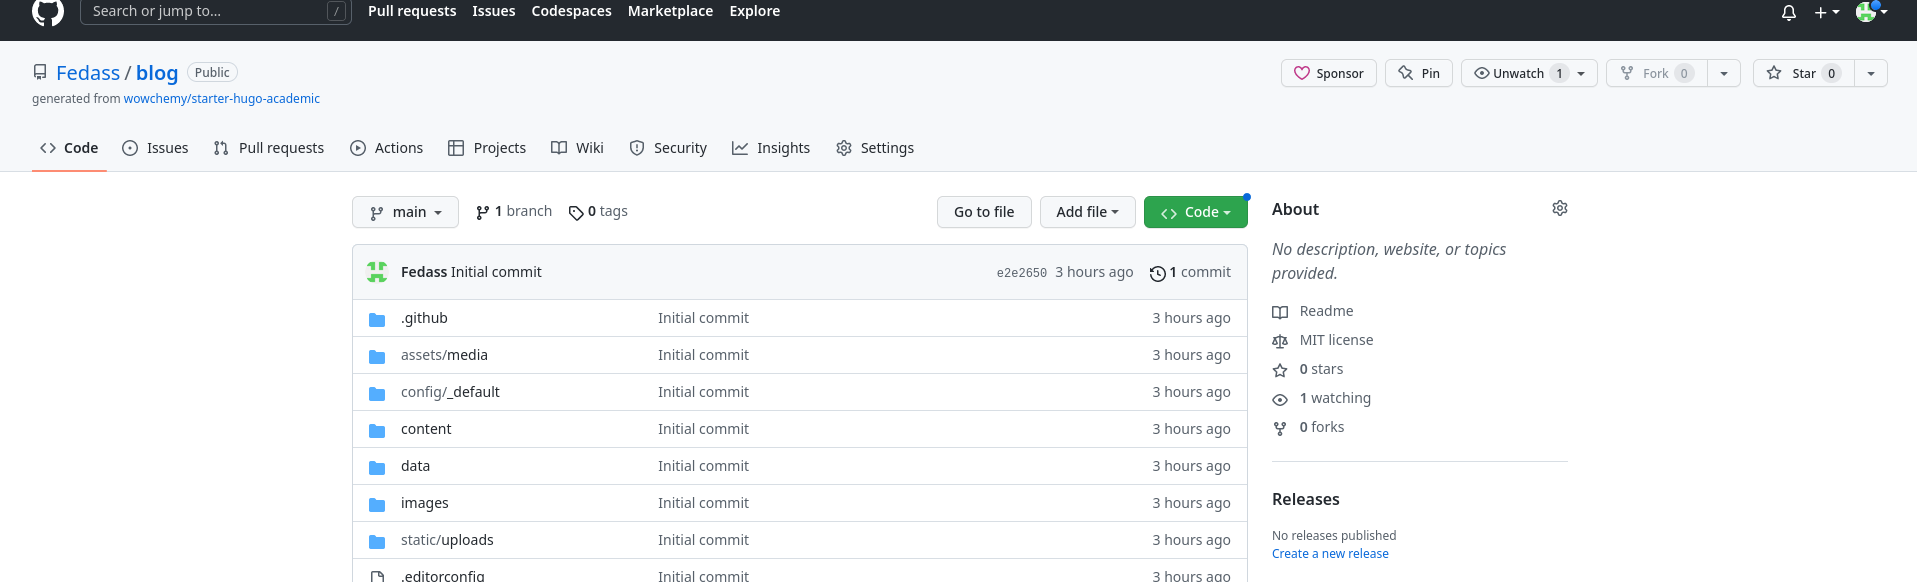 Search or jump to... /
Pull requests Issues Codespaces Marketplace Explore
Fedass / blog Public
Sponsor Pin Unwatch 1 Fork 0 Star 0
generated from wowchemy/starter-hugo-academic
Code Issues Pull requests Actions Projects Wiki Security Insights Settings
main 1 branch 0 tags Go to file Add file Code
Fedass Initial commit e2e2650 3 hours ago 1 commit
.github Initial commit 3 hours ago
assets/media Initial commit 3 hours ago
config/_default Initial commit 3 hours ago
content Initial commit 3 hours ago
data Initial commit 3 hours ago
images Initial commit 3 hours ago
static/uploads Initial commit 3 hours ago
.editorconfig Initial commit 3 hours ago
About
No description, website, or topics
provided.
Readme
MIT license
0 stars
1 watching
0 forks
Releases
No releases published
Create a new release